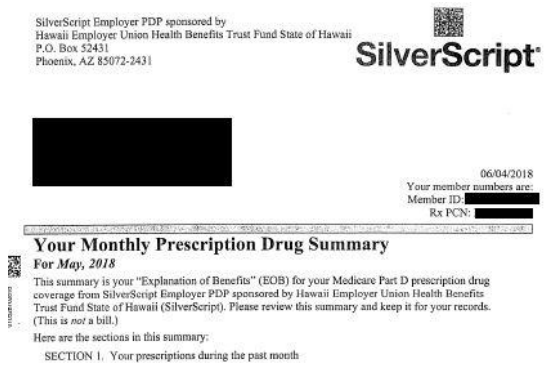 SilverScript Employer PDP sponsored by
Hawaii Employer Union Health Benefits Trust Fund State of Hawaii
P.O. Box 52431
Phoenix, AZ 85072-2431
SilverScript
06/04/2018
Your member numbers are:
Member ID:
Rx PCN:
Your Monthly Prescription Drug Summary
For May, 2018
This summary is your “Explanation of Benefits” (EOB) for your Medicare Part D prescription drug
coverage from SilverScript Employer PDP sponsored by Hawaii Employer Union Health Benefits
Trust Fund State of Hawaii (SilverScript). Please review this summary and keep it for your records.
(This is not a bill.)
Here are the sections in this summary:
SECTION 1. Your prescriptions during the past month